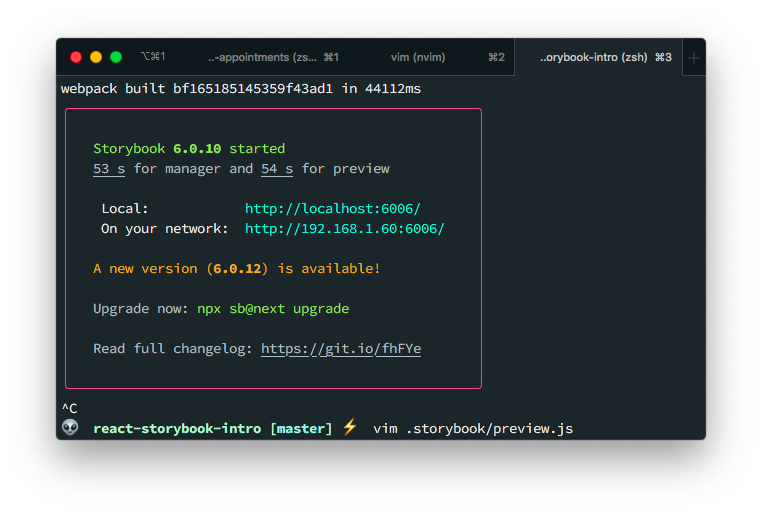 ⌥⌘1 ..-appointments (zs... ⌘1 vim (nvim) ⌘2 ..orybook-intro (zsh) ⌘3 +
webpack built bf165185145359f43ad1 in 44112ms
Storybook 6.0.10 started
53 s for manager and 54 s for preview
Local: http://localhost:6006/
On your network: http://192.168.1.60:6006/
A new version (6.0.12) is available!
Upgrade now: npx sb@next upgrade
Read full changelog: https://git.io/fhFYe
^C
👽 react-storybook-intro [master] ⚡ vim .storybook/preview.js